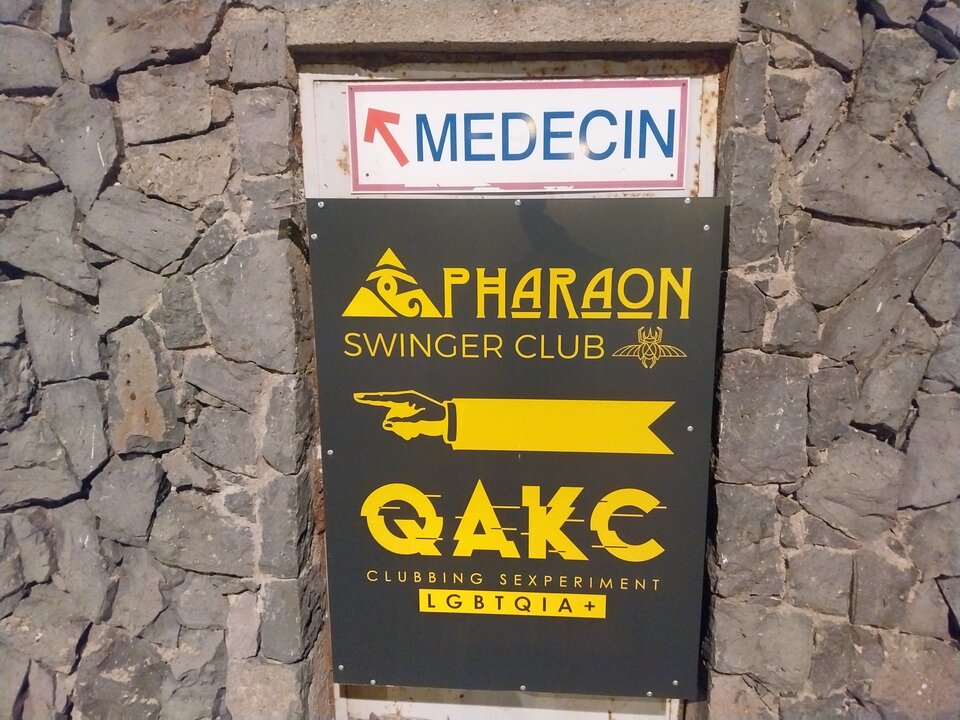 MEDECIN
PHARAON
SWINGER CLUB
QAKC
CLUBBING SEXPERIMENT
LGBTQIA+